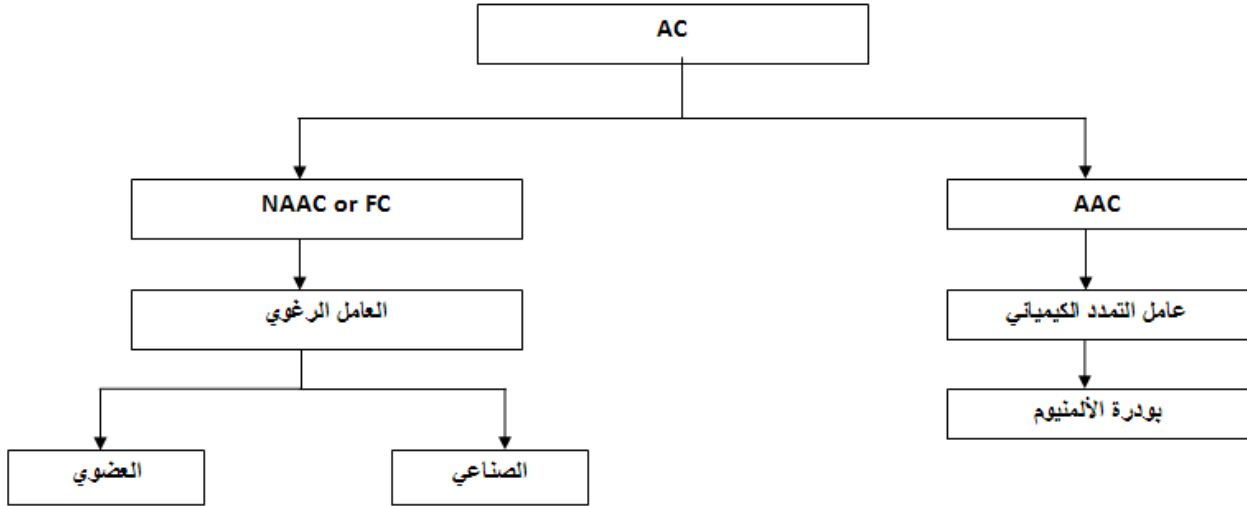 AC
NAAC or FC
AAC
العامل الرغوي
عامل التمدد الكيميائي
بودرة الألمنيوم
العضوي
الصناعي